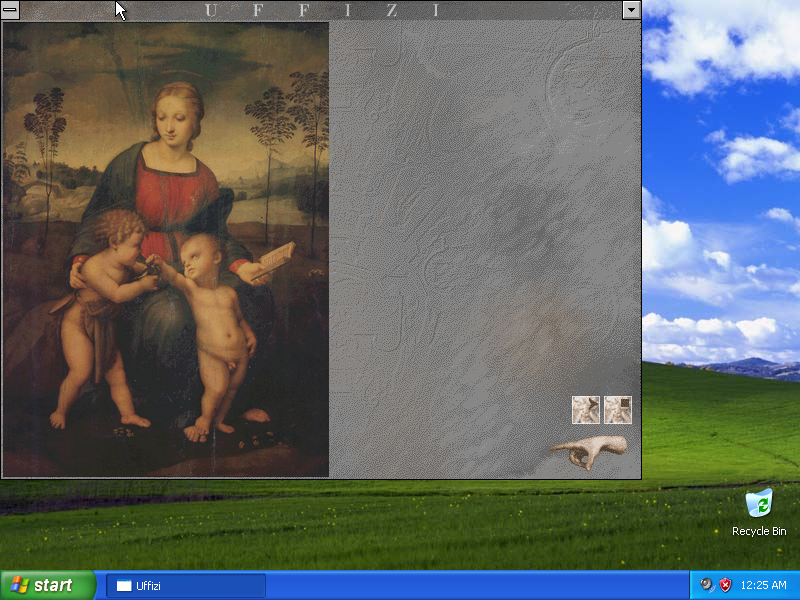 U F F I Z I
Recycle Bin
start
Uffizi
12:25 AM